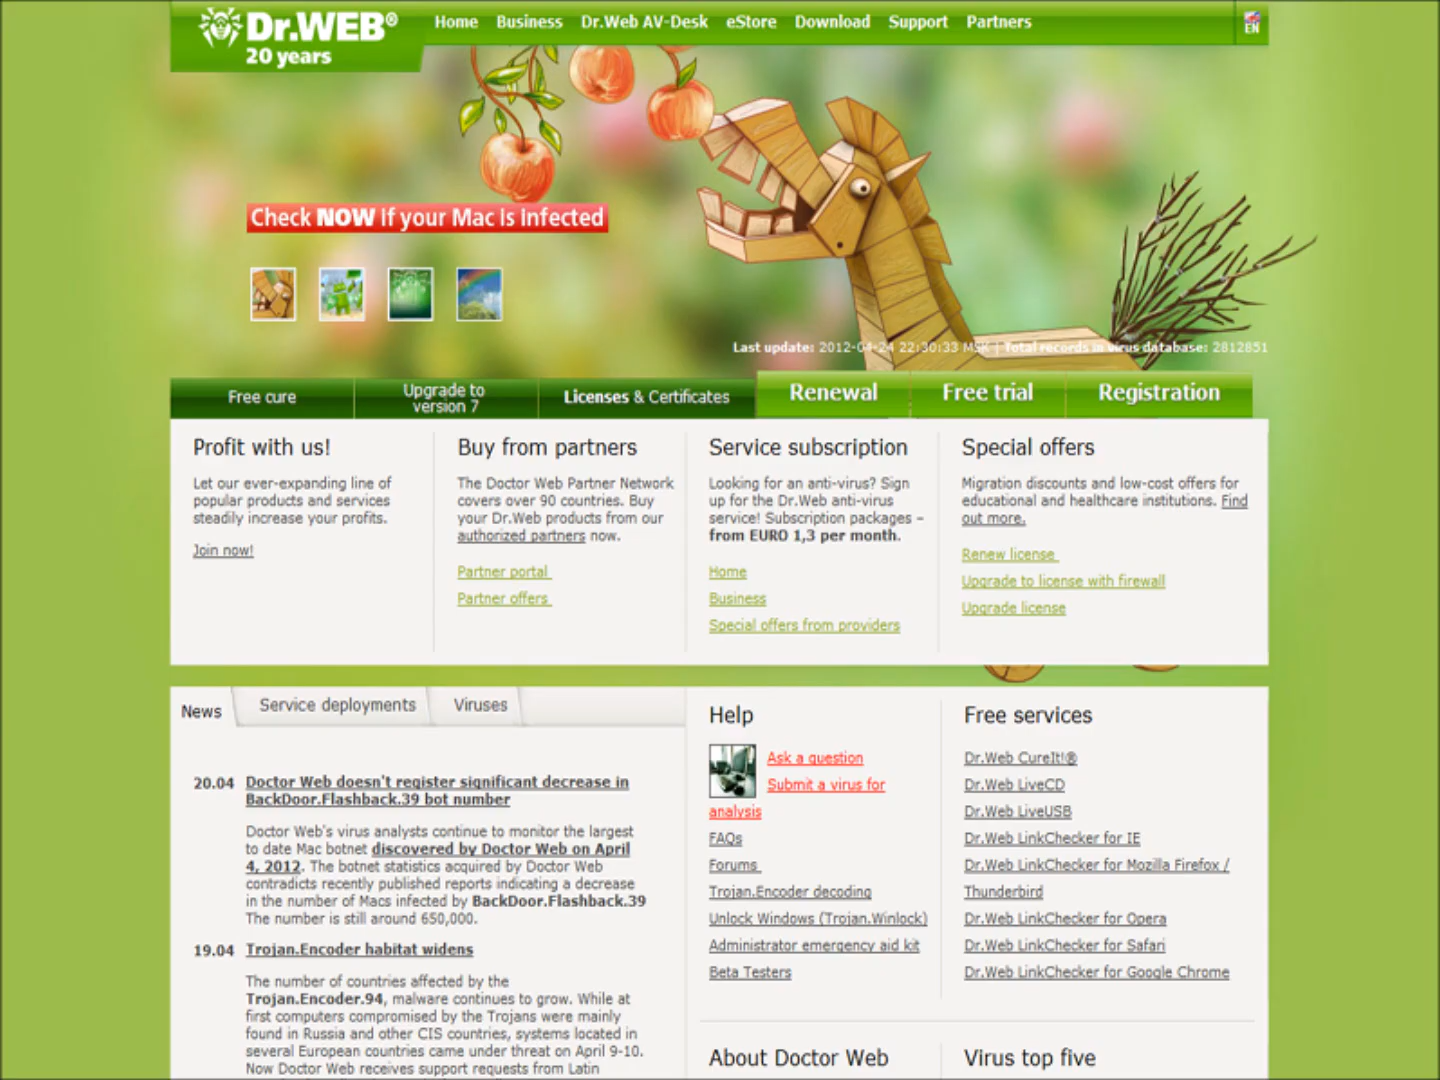 Dr.WEB®
20 years
Home Business Dr.Web AV-Desk eStore Download Support Partners
EN
Check NOW if your Mac is infected
Last update: 2012-04-24 22:30:33 MSK | Total records in virus database: 2812851
Free cure
Upgrade to
version 7
Licenses & Certificates
Renewal
Free trial
Registration
Profit with us!
Let our ever-expanding line of
popular products and services
steadily increase your profits.
Join now!
Buy from partners
The Doctor Web Partner Network
covers over 90 countries. Buy
your Dr.Web products from our
authorized partners now.
Partner portal
Partner offers
Service subscription
Looking for an anti-virus? Sign
up for the Dr.Web anti-virus
service! Subscription packages –
from EURO 1,3 per month.
Home
Business
Special offers from providers
Special offers
Migration discounts and low-cost offers for
educational and healthcare institutions. Find
out more.
Renew license
Upgrade to license with firewall
Upgrade license
News
Service deployments
Viruses
20.04 Doctor Web doesn't register significant decrease in
BackDoor.Flashback.39 bot number
Doctor Web's virus analysts continue to monitor the largest
to date Mac botnet discovered by Doctor Web on April
4, 2012. The botnet statistics acquired by Doctor Web
contradicts recently published reports indicating a decrease
in the number of Macs infected by BackDoor.Flashback.39
The number is still around 650,000.
19.04 Trojan.Encoder habitat widens
The number of countries affected by the
Trojan.Encoder.94, malware continues to grow. While at
first computers compromised by the Trojans were mainly
found in Russia and other CIS countries, systems located in
several European countries came under threat on April 9-10.
Now Doctor Web receives support requests from Latin
Help
Ask a question
Submit a virus for
analysis
FAQs
Forums
Trojan.Encoder decoding
Unlock Windows (Trojan.Winlock)
Administrator emergency aid kit
Beta Testers
Free services
Dr.Web CureIt!®
Dr.Web LiveCD
Dr.Web LiveUSB
Dr.Web LinkChecker for IE
Dr.Web LinkChecker for Mozilla Firefox /
Thunderbird
Dr.Web LinkChecker for Opera
Dr.Web LinkChecker for Safari
Dr.Web LinkChecker for Google Chrome
About Doctor Web
Virus top five